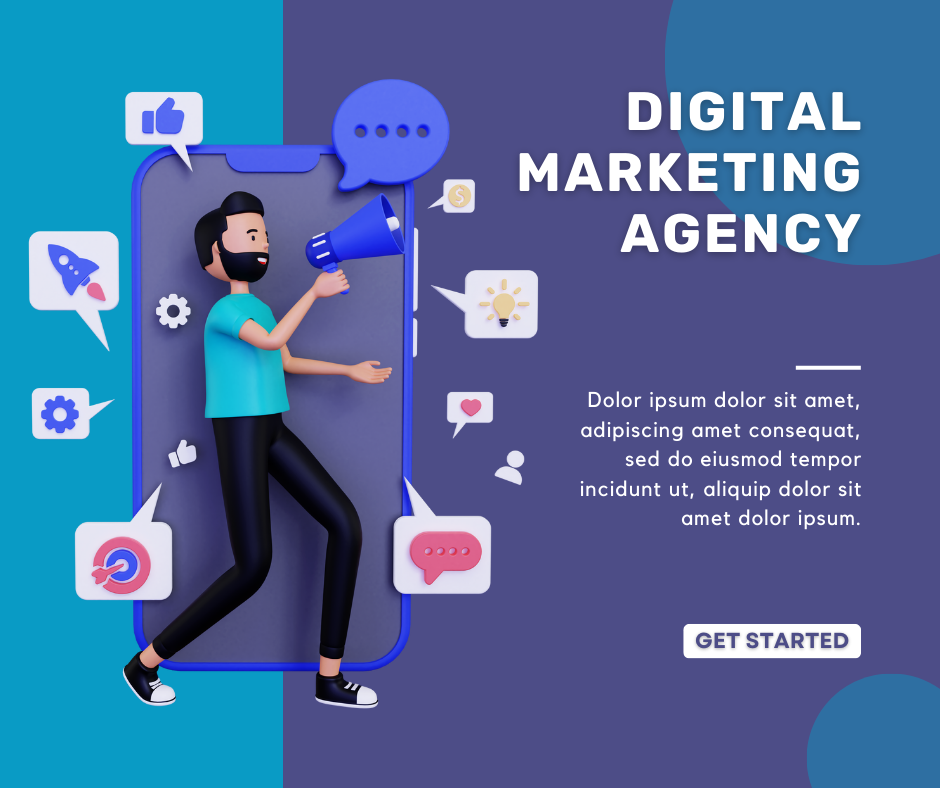 DIGITAL
MARKETING
AGENCY
Dolor ipsum dolor sit amet,
adipiscing amet consequat,
sed do eiusmod tempor
incidunt ut, aliquip dolor sit
amet dolor ipsum.
GET STARTED
$